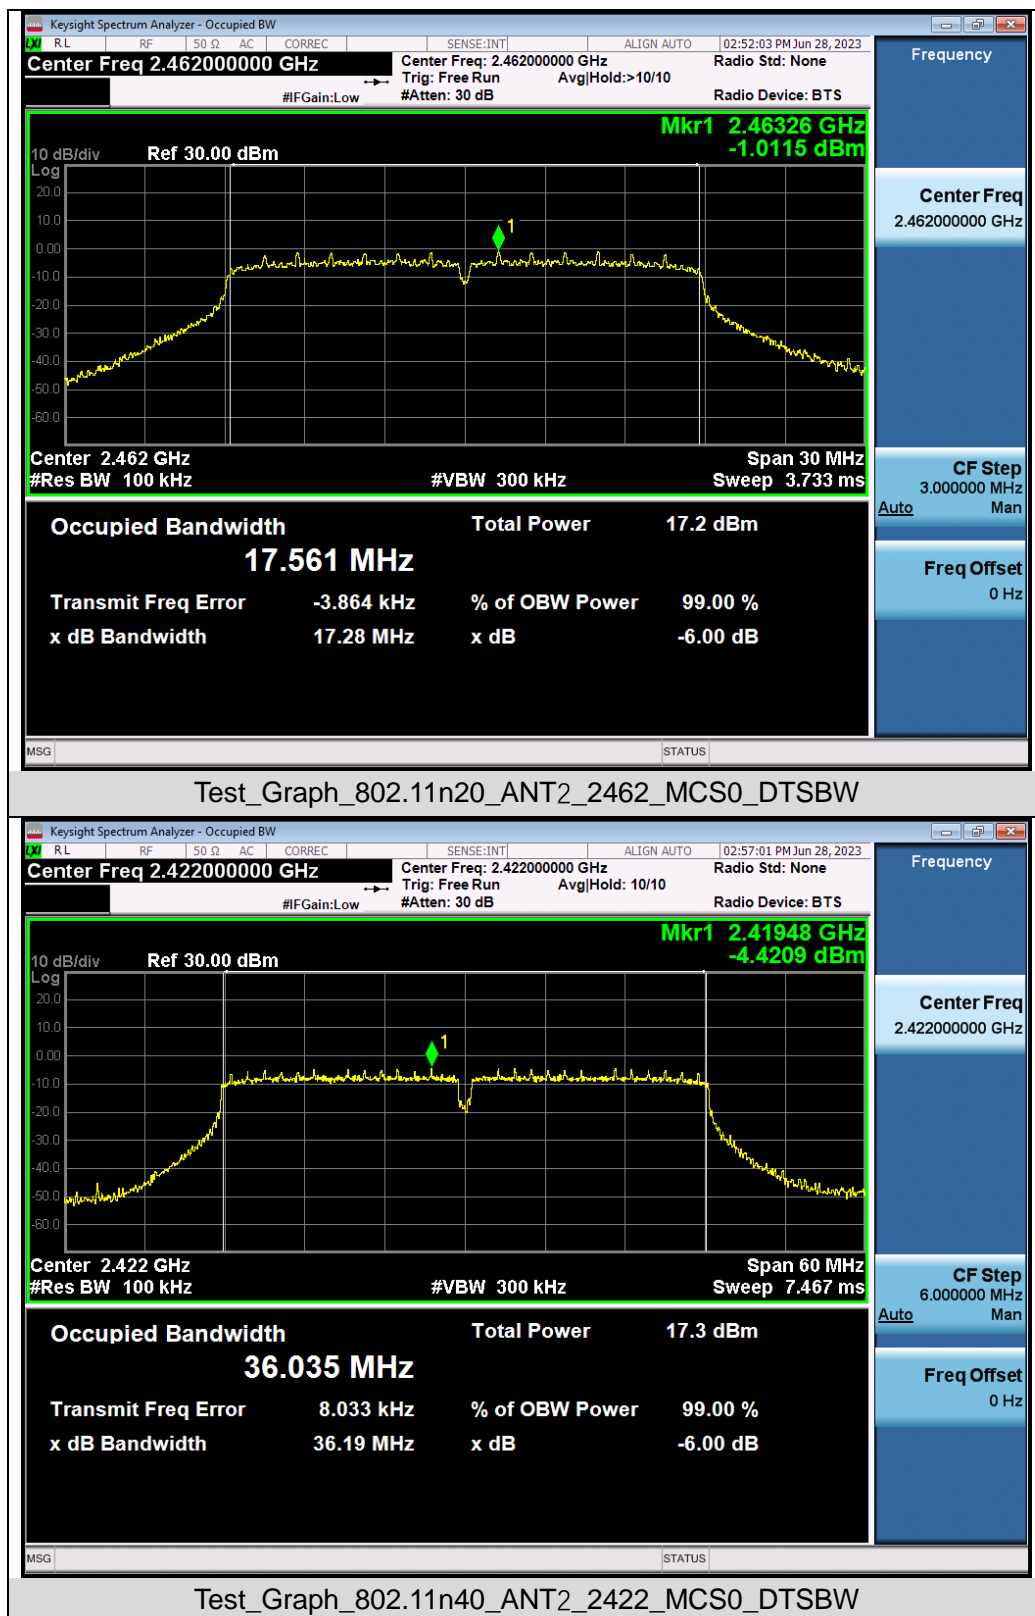 Keysight Spectrum Analyzer - Occupied BW
LXI RL RF 50 Ω AC CORREC SENSE:INT ALIGN AUTO 02:52:03 PM Jun 28, 2023
Center Freq 2.462000000 GHz Center Freq: 2.462000000 GHz Radio Std: None
Trig: Free Run Avg|Hold:>10/10
#IFGain:Low #Atten: 30 dB Radio Device: BTS
Frequency
Mkr1 2.46326 GHz
-1.0115 dBm
10 dB/div Ref 30.00 dBm
Log
20.0
10.0
0.00
-10.0
-20.0
-30.0
-40.0
-50.0
-60.0
1
Center 2.462 GHz Span 30 MHz
#Res BW 100 kHz #VBW 300 kHz Sweep 3.733 ms
Center Freq
2.462000000 GHz
CF Step
3.000000 MHz
Auto Man
Freq Offset
0 Hz
Occupied Bandwidth Total Power 17.2 dBm
17.561 MHz
Transmit Freq Error -3.864 kHz % of OBW Power 99.00 %
x dB Bandwidth 17.28 MHz x dB -6.00 dB
MSG STATUS
Test_Graph_802.11n20_ANT2_2462_MCS0_DTSBW
Keysight Spectrum Analyzer - Occupied BW
LXI RL RF 50 Ω AC CORREC SENSE:INT ALIGN AUTO 02:57:01 PM Jun 28, 2023
Center Freq 2.422000000 GHz Center Freq: 2.422000000 GHz Radio Std: None
Trig: Free Run Avg|Hold: 10/10
#IFGain:Low #Atten: 30 dB Radio Device: BTS
Frequency
Mkr1 2.41948 GHz
-4.4209 dBm
10 dB/div Ref 30.00 dBm
Log
20.0
10.0
0.00
-10.0
-20.0
-30.0
-40.0
-50.0
-60.0
1
Center 2.422 GHz Span 60 MHz
#Res BW 100 kHz #VBW 300 kHz Sweep 7.467 ms
Center Freq
2.422000000 GHz
CF Step
6.000000 MHz
Auto Man
Freq Offset
0 Hz
Occupied Bandwidth Total Power 17.3 dBm
36.035 MHz
Transmit Freq Error 8.033 kHz % of OBW Power 99.00 %
x dB Bandwidth 36.19 MHz x dB -6.00 dB
MSG STATUS
Test_Graph_802.11n40_ANT2_2422_MCS0_DTSBW